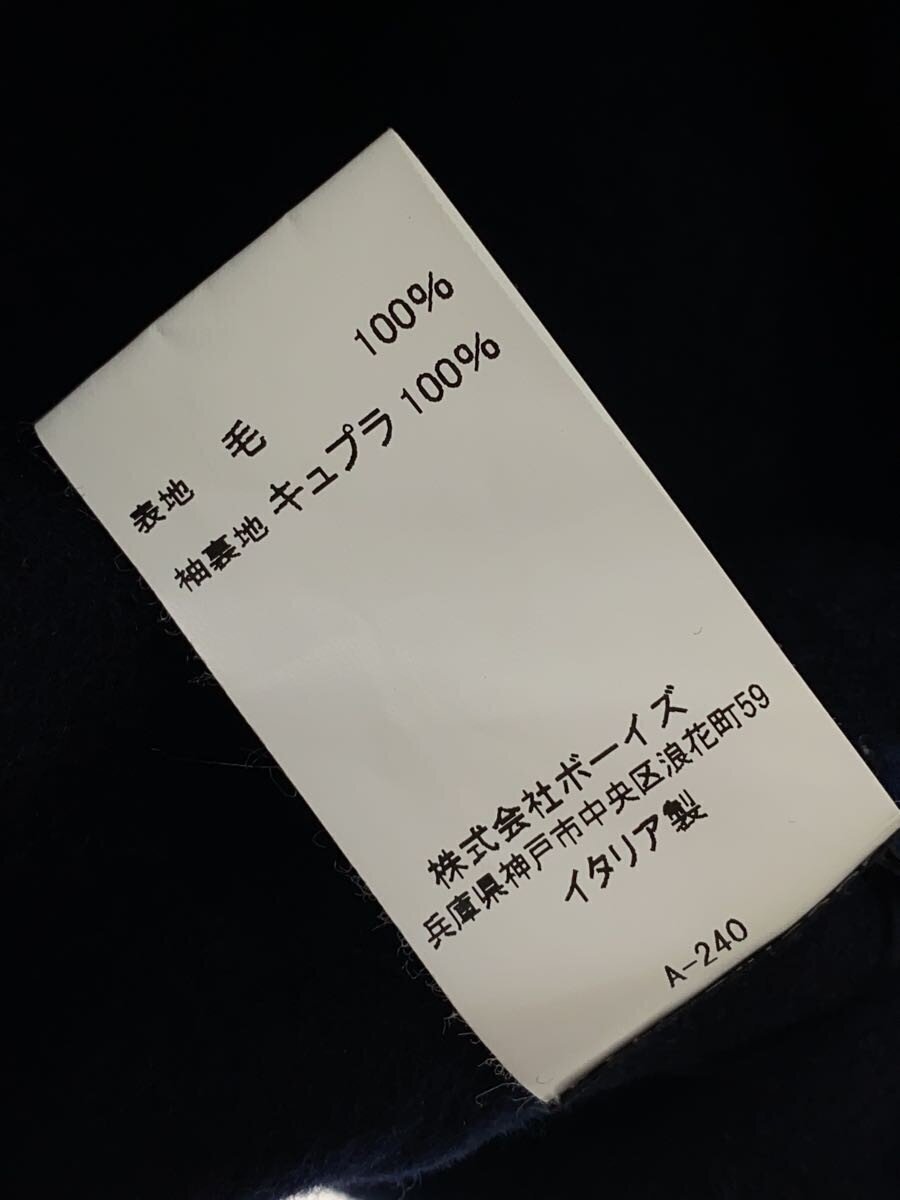 表地 毛 100%
袖裏地 キュプラ 100%
株式会社ボーイズ
兵庫県神戸市中央区浪花町59
イタリア製
A-240